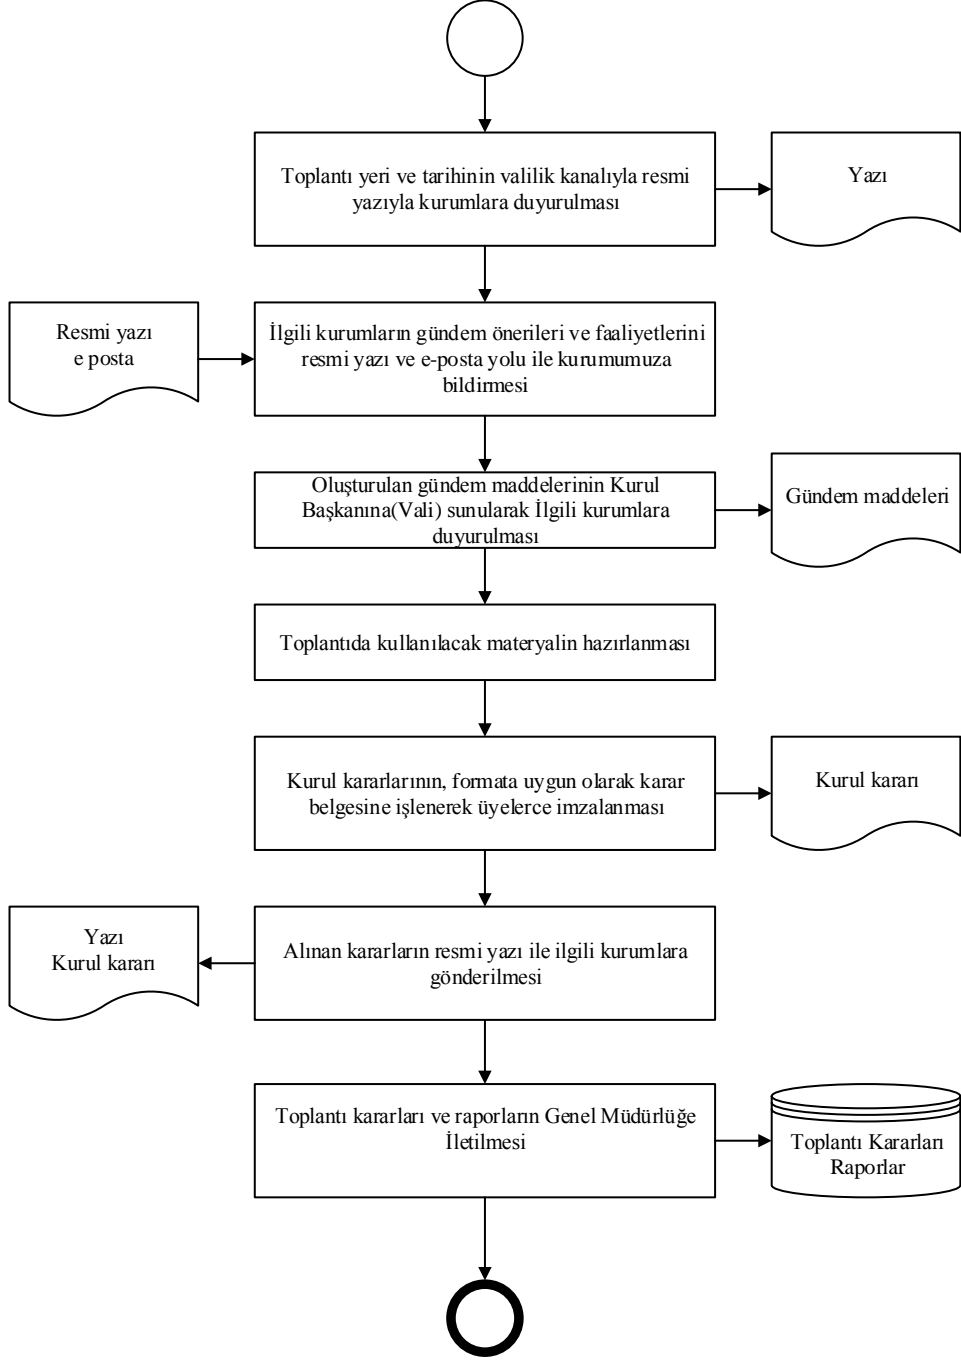 Toplantı yeri ve tarihinin valilik kanalıyla resmi
yazıyla kurumlara duyurulması
Yazı
Resmi yazı
e posta
İlgili kurumların gündem önerileri ve faaliyetlerini
resmi yazı ve e-posta yolu ile kurumumuza
bildirmesi
Oluşturulan gündem maddelerinin Kurul
Başkanına(Vali) sunularak İlgili kurumlara
duyurulması
Gündem maddeleri
Toplantıda kullanılacak materyalin hazırlanması
Kurul kararlarının, formata uygun olarak karar
belgesine işlenerek üyelerce imzalanması
Kurul kararı
Yazı
Kurul kararı
Alınan kararların resmi yazı ile ilgili kurumlara
gönderilmesi
Toplantı kararları ve raporların Genel Müdürlüğe
İletilmesi
Toplantı Kararları
Raporlar